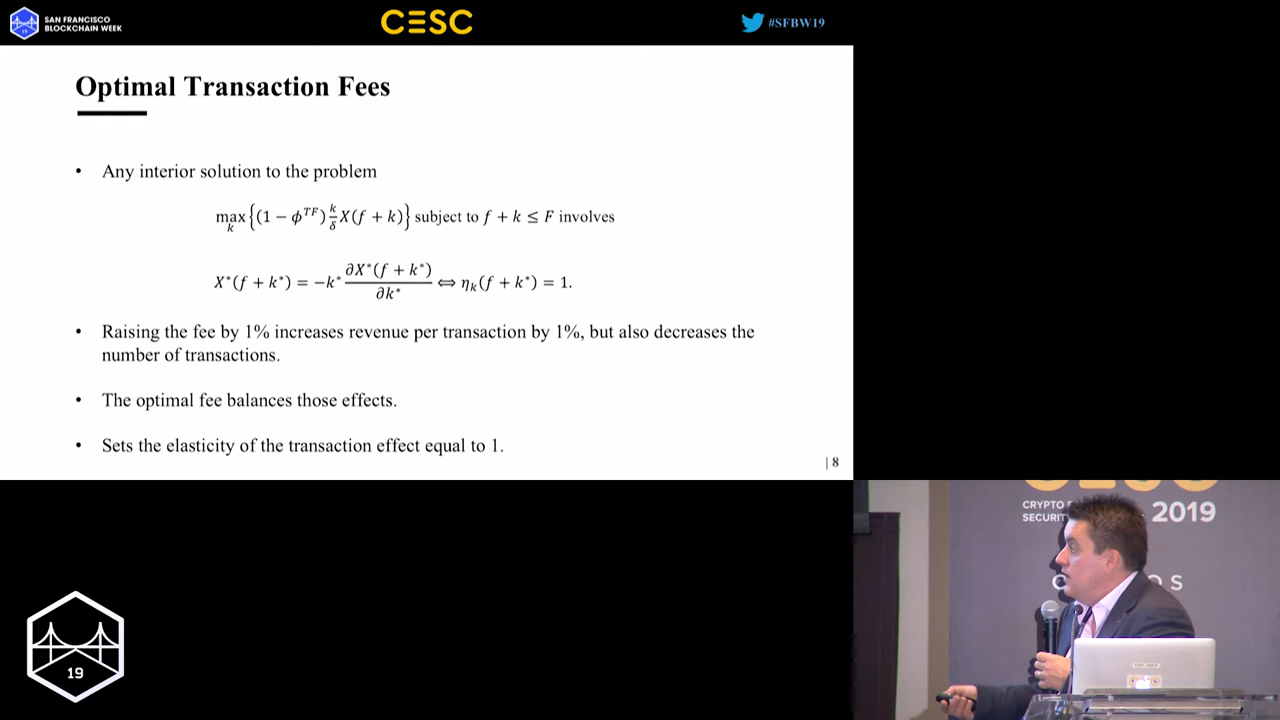 SAN FRANCISCO
BLOCKCHAIN WEEK
19
CESC
#SFBW19
Optimal Transaction Fees
• Any interior solution to the problem
max_k {(1 − ϕ^{TF}) k/δ X(f + k)} subject to f + k ≤ F involves
X*(f + k*) = −k* ∂X*(f + k*)/∂k* ⟺ η_k(f + k*) = 1.
• Raising the fee by 1% increases revenue per transaction by 1%, but also decreases the
number of transactions.
• The optimal fee balances those effects.
• Sets the elasticity of the transaction effect equal to 1.
| 8
CRYPTO
SECURIT
2019
19